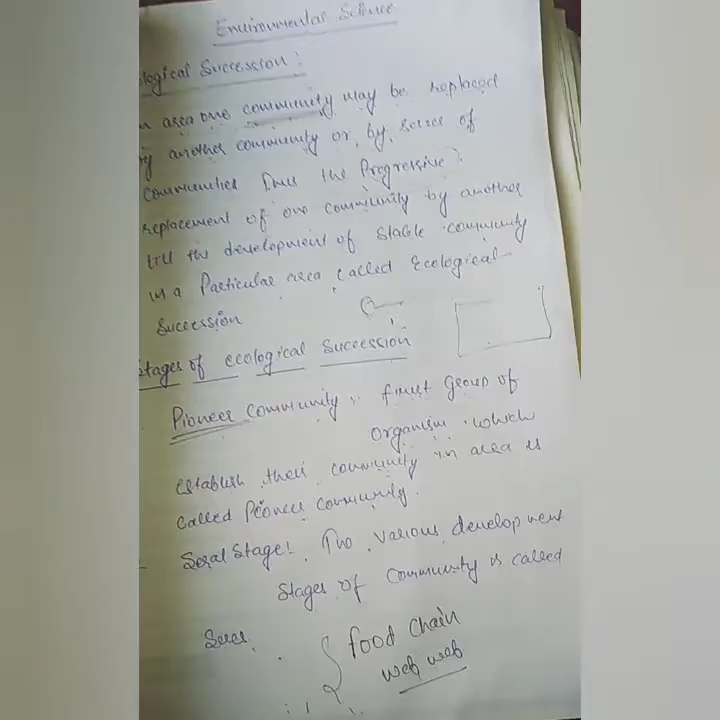 Environmental Science
logical Succession:
n area one community may be replaced
by another community or by series of
communities Thus the Progressive
replacement of one community by another
till the development of stable community
in a Particular area called Ecological
Succession
Stages of ecological Succession
Pioneer Community: first group of
organism which
establish their community in area is
called Pioneer community.
Seral Stage: The various development
stages of community is called
Seres.
food chain
web web